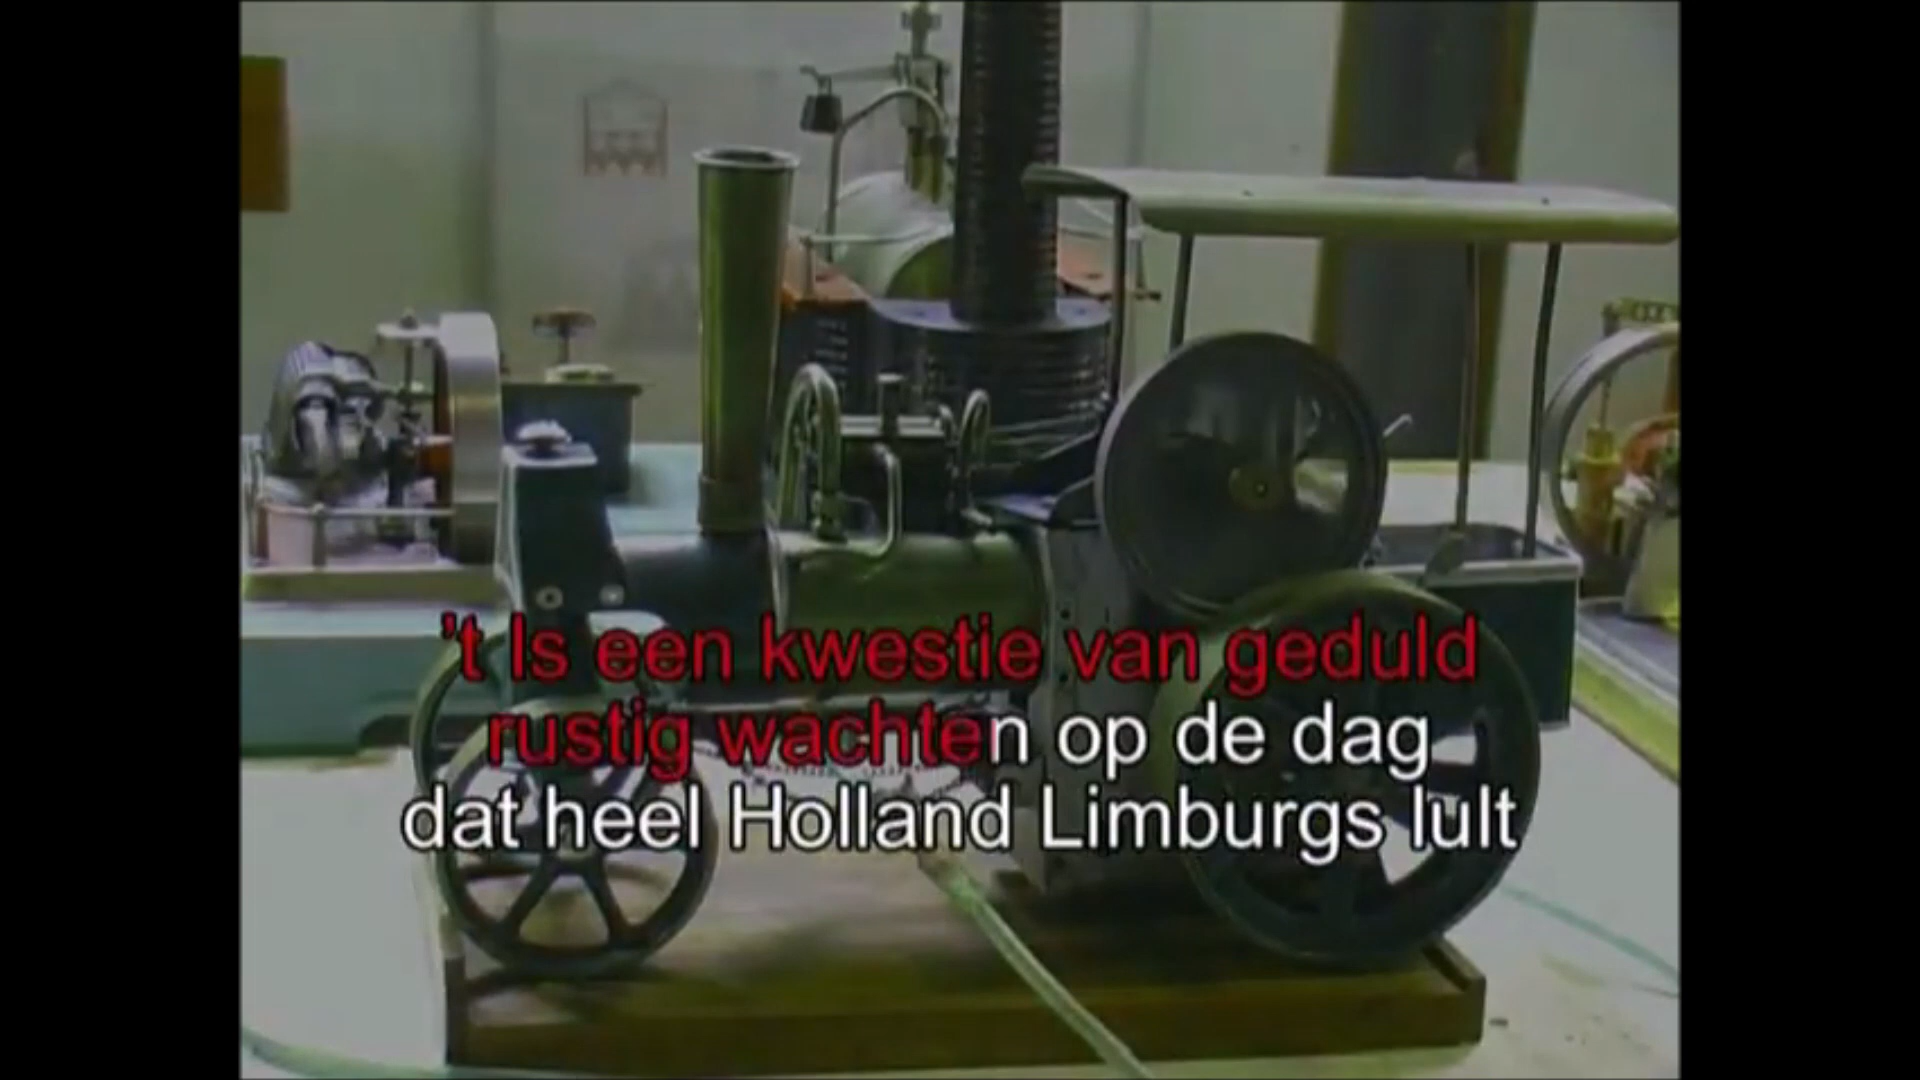 ’t Is een kwestie van geduld
rustig wachten op de dag
dat heel Holland Limburgs lult